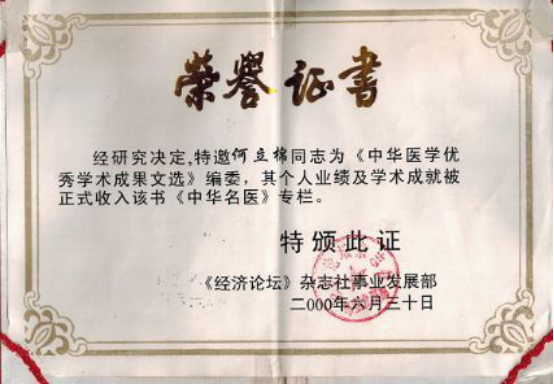 荣誉证书
经研究决定,特邀何立棉同志为《中华医学优
秀学术成果文选》编委，其个人业绩及学术成就被
正式收入该书《中华名医》专栏。
特颁此证
《经济论坛》杂志社事业发展部
二000年六月三十日